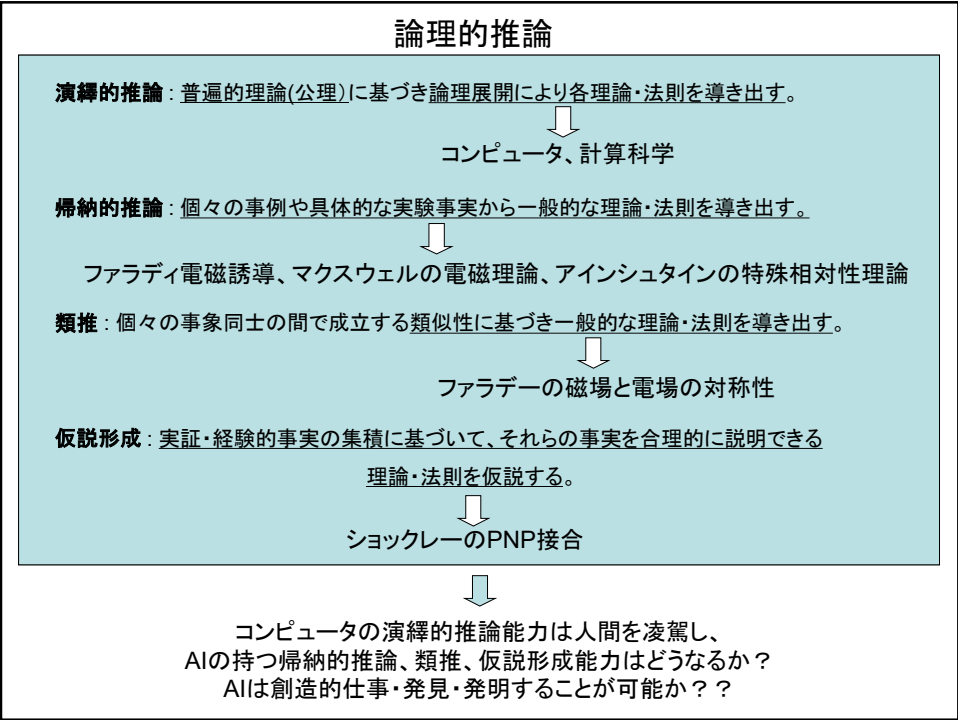 論理的推論
演繹的推論：普遍的理論(公理）に基づき論理展開により各理論・法則を導き出す。
コンピュータ、計算科学
帰納的推論：個々の事例や具体的な実験事実から一般的な理論・法則を導き出す。
ファラディ電磁誘導、マクスウェルの電磁理論、アインシュタインの特殊相対性理論
類推：個々の事象同士の間で成立する類似性に基づき一般的な理論・法則を導き出す。
ファラデーの磁場と電場の対称性
仮説形成：実証・経験的事実の集積に基づいて、それらの事実を合理的に説明できる
理論・法則を仮説する。
ショックレーのPNP接合
コンピュータの演繹的推論能力は人間を凌駕し、
AIの持つ帰納的推論、類推、仮説形成能力はどうなるか？
AIは創造的仕事・発見・発明することが可能か？？